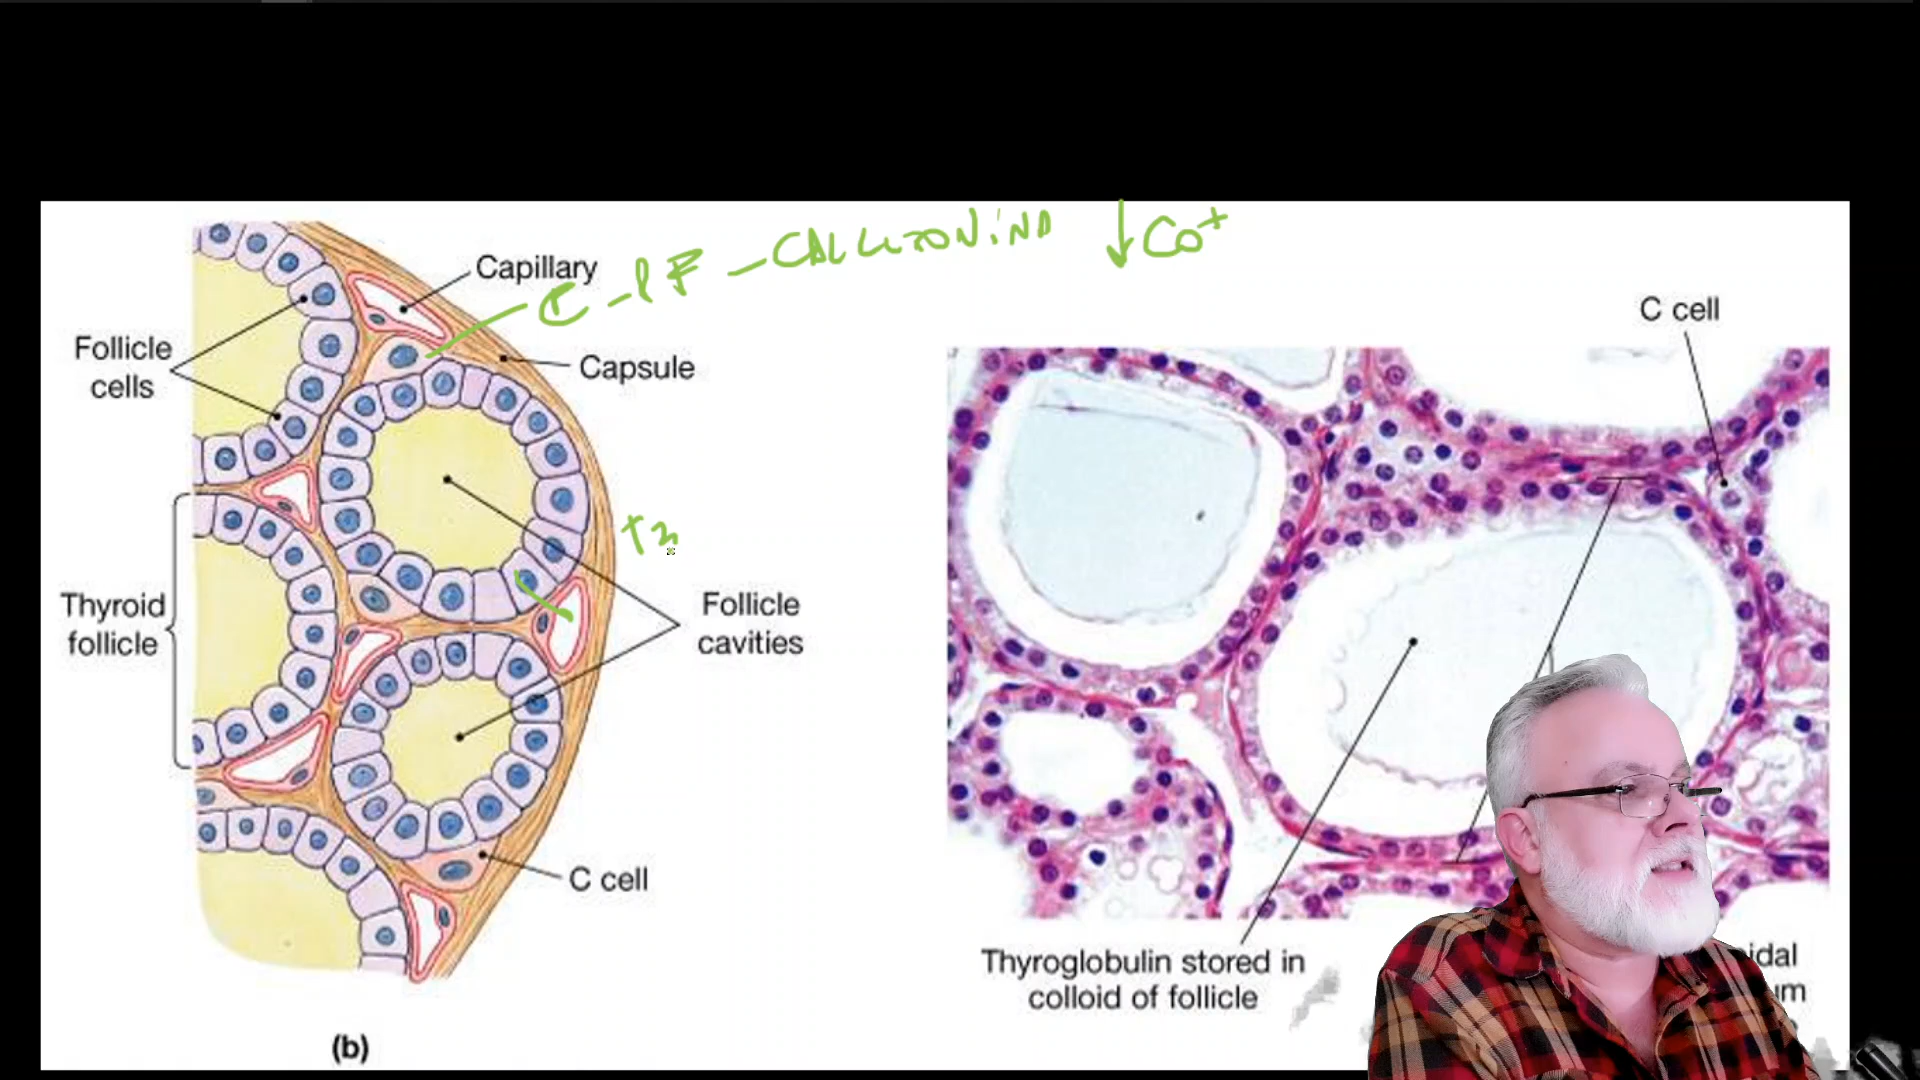 Capillary
C - PF - CALCITONINA ↓ Ca+
C cell
Follicle
cells
Capsule
T3
Thyroid
follicle
Follicle
cavities
C cell
Thyroglobulin stored in
colloid of follicle
(b)